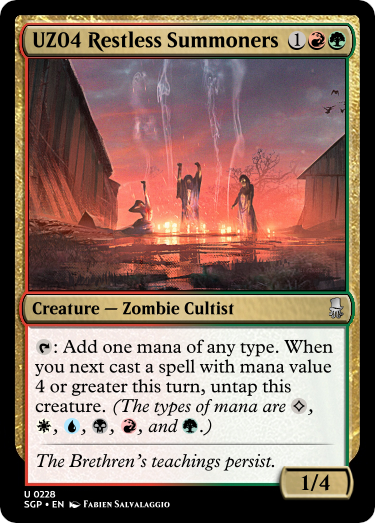 UZ04 Restless Summoners 1
Creature — Zombie Cultist
: Add one mana of any type. When
you next cast a spell with mana value
4 or greater this turn, untap this
creature. (The types of mana are ,
, , , , and .)
The Brethren's teachings persist.
1/4
U 0228
SGP • EN Fabien Salvalaggio